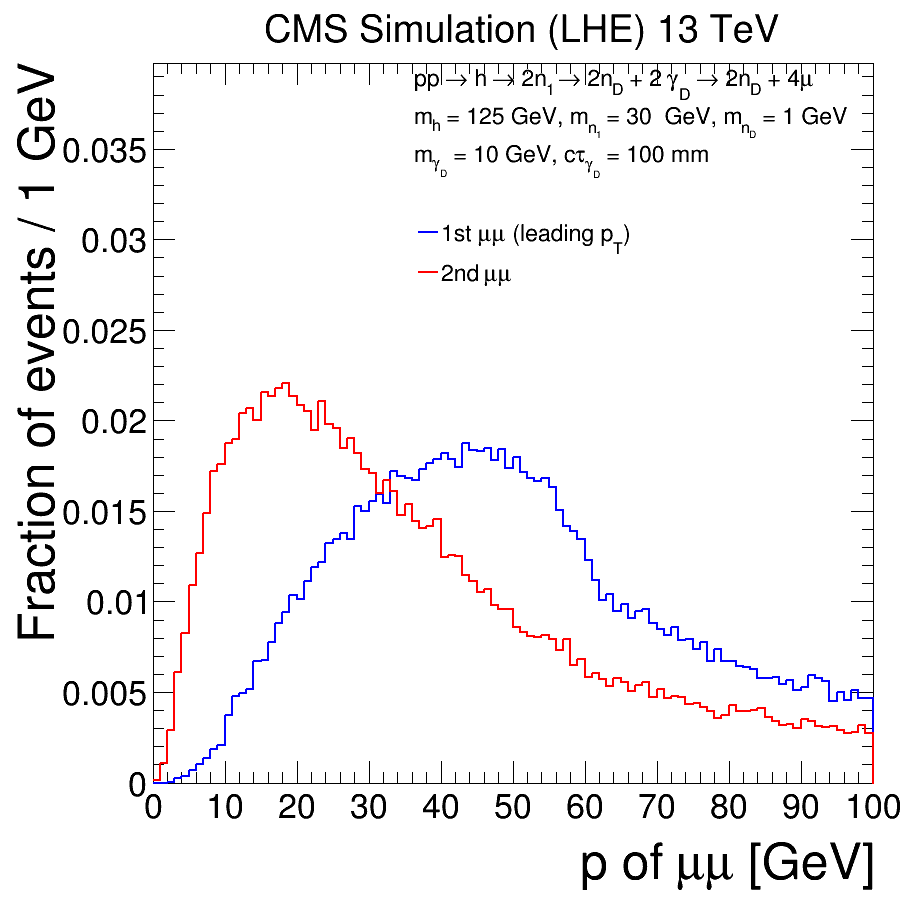 CMS Simulation (LHE) 13 TeV
pp → h → 2n₁ → 2n_D + 2 γ_D → 2n_D + 4μ
m_h = 125 GeV, m_n₁ = 30 GeV, m_n_D = 1 GeV
m_γ_D = 10 GeV, cτ_γ_D = 100 mm
1st μμ (leading p_T)
2nd μμ
Fraction of events / 1 GeV
0.035
0.03
0.025
0.02
0.015
0.01
0.005
0
0 10 20 30 40 50 60 70 80 90 100
p of μμ [GeV]